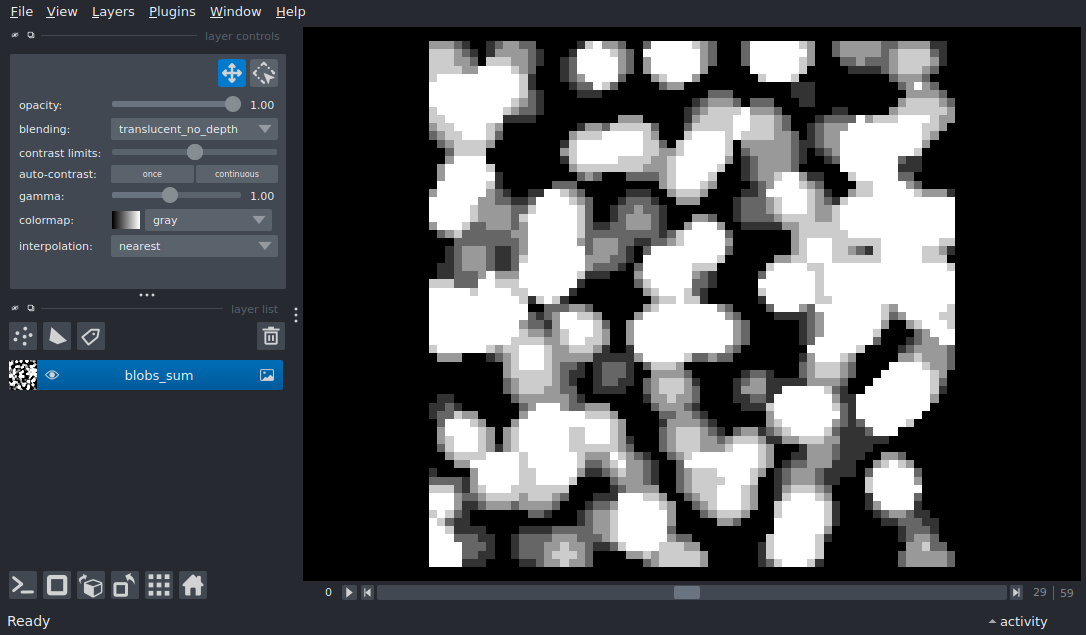 File View Layers Plugins Window Help
layer controls
opacity: 1.00
blending: translucent_no_depth
contrast limits:
auto-contrast: once continuous
gamma: 1.00
colormap: gray
interpolation: nearest
layer list
blobs_sum
0 29 59
Ready activity